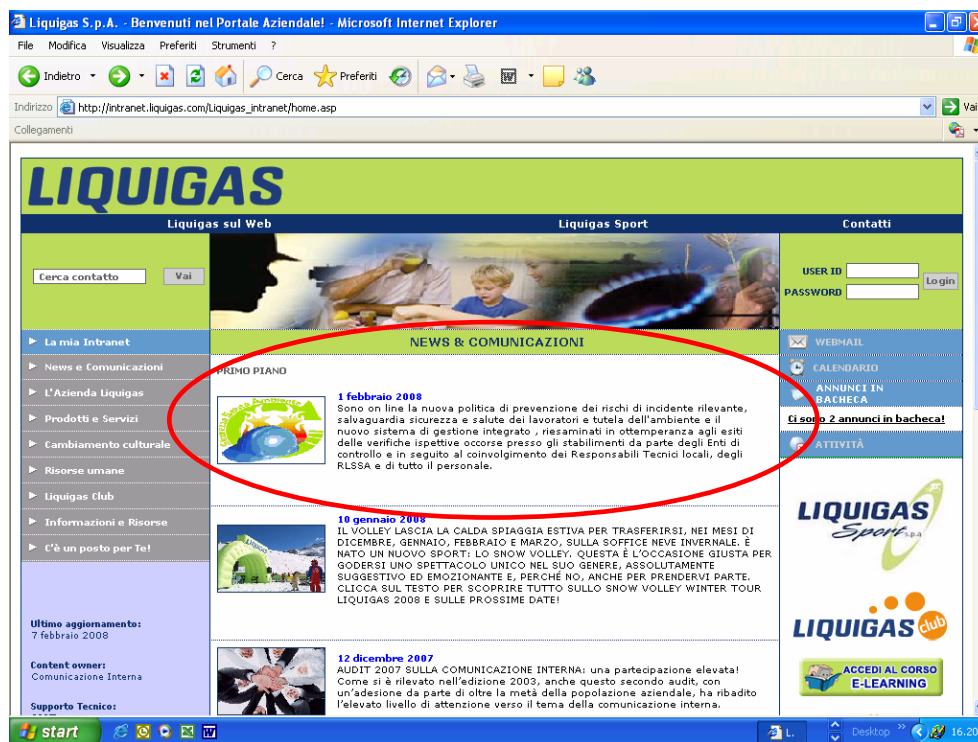 Liquigas S.p.A. - Benvenuti nel Portale Aziendale! - Microsoft Internet Explorer
File Modifica Visualizza Preferiti Strumenti ?
Indietro Cerca Preferiti
Indirizzo http://intranet.liquigas.com/Liquigas_intranet/home.asp Vai
Collegamenti
LIQUIGAS
Liquigas sul Web Liquigas Sport Contatti
Cerca contatto Vai
USER ID
PASSWORD
Login
La mia Intranet
News e Comunicazioni
L'Azienda Liquigas
Prodotti e Servizi
Cambiamento culturale
Risorse umane
Liquigas Club
Informazioni e Risorse
C'è un posto per Te!
Ultimo aggiornamento:
7 febbraio 2008
Content owner:
Comunicazione Interna
Supporto Tecnico:
NEWS & COMUNICAZIONI
PRIMO PIANO
1 febbraio 2008
Sono on line la nuova politica di prevenzione dei rischi di incidente rilevante,
salvaguardia sicurezza e salute dei lavoratori e tutela dell'ambiente e il
nuovo sistema di gestione integrato , riesaminati in ottemperanza agli esiti
delle verifiche ispettive occorse presso gli stabilimenti da parte degli Enti di
controllo e in seguito al coinvolgimento dei Responsabili Tecnici locali, degli
RLSSA e di tutto il personale.
10 gennaio 2008
IL VOLLEY LASCIA LA CALDA SPIAGGIA ESTIVA PER TRASFERIRSI, NEI MESI DI
DICEMBRE, GENNAIO, FEBBRAIO E MARZO, SULLA SOFFICE NEVE INVERNALE. È
NATO UN NUOVO SPORT: LO SNOW VOLLEY. QUESTA È L'OCCASIONE GIUSTA PER
GODERSI UNO SPETTACOLO UNICO NEL SUO GENERE, ASSOLUTAMENTE
SUGGESTIVO ED EMOZIONANTE E, PERCHÉ NO, ANCHE PER PRENDERVI PARTE.
CLICCA SUL TESTO PER SCOPRIRE TUTTO SULLO SNOW VOLLEY WINTER TOUR
LIQUIGAS 2008 E SULLE PROSSIME DATE!
12 dicembre 2007
AUDIT 2007 SULLA COMUNICAZIONE INTERNA: una partecipazione elevata!
Come si è rilevato nell'edizione 2003, anche questo secondo audit, con
un'adesione da parte di oltre la metà della popolazione aziendale, ha ribadito
l'elevato livello di attenzione verso il tema della comunicazione interna.
WEBMAIL
CALENDARIO
ANNUNCI IN
BACHECA
Ci sono 2 annunci in bacheca!
ATTIVITÀ
LIQUIGAS
Sport S.p.A.
LIQUIGAS club
ACCEDI AL CORSO
E-LEARNING
start L. Desktop 16.20